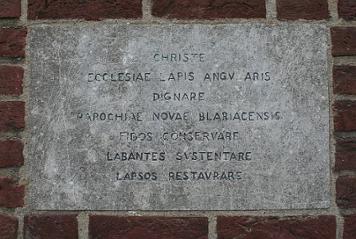 CHRISTE
ECCLESIAE LAPIS ANGVLARIS
DIGNARE
PAROCHIAE NOVAE BLARIACENSIS
FIDOS CONSERVARE
LABANTES SVSTENTARE
LAPSOS RESTAVRARE